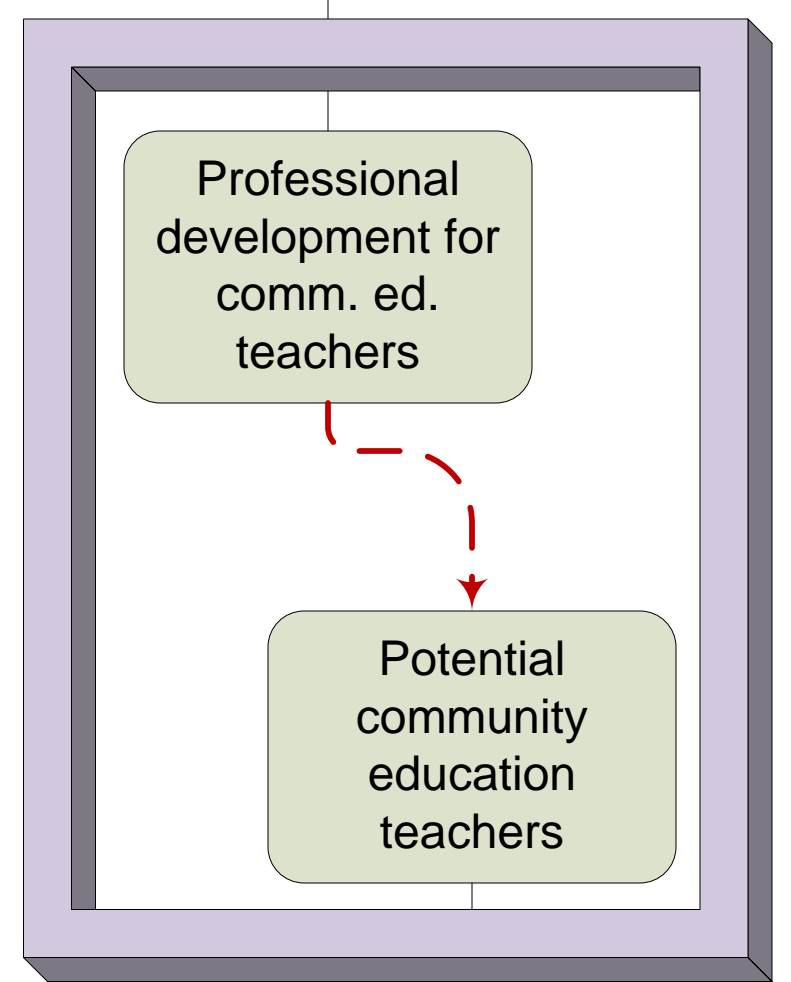 Professional
development for
comm. ed.
teachers
Potential
community
education
teachers